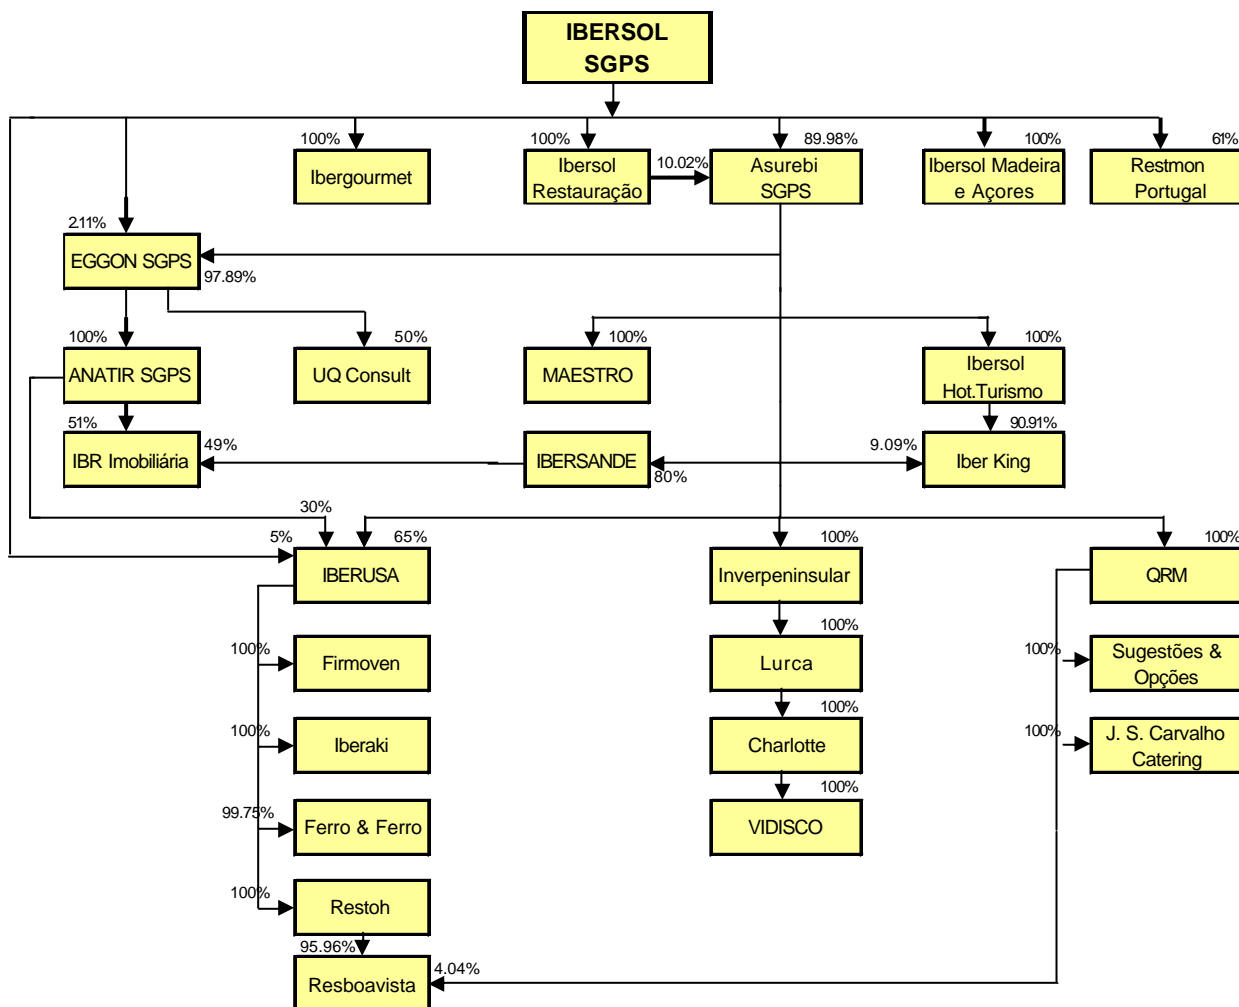 IBERSOL
SGPS
100%
100%
89.98%
100%
61%
Ibergourmet
Ibersol
Restauração
10.02%
Asurebi
SGPS
Ibersol Madeira
e Açores
Restmon
Portugal
2.11%
EGGON SGPS
97.89%
100%
50%
100%
100%
ANATIR SGPS
UQ Consult
MAESTRO
Ibersol
Hot.Turismo
51%
90.91%
IBR Imobiliária
49%
IBERSANDE
80%
9.09%
Iber King
30%
5%
65%
100%
100%
IBERUSA
Inverpeninsular
QRM
100%
100%
100%
Firmoven
Lurca
Sugestões &
Opções
100%
100%
100%
Iberaki
Charlotte
J. S. Carvalho
Catering
99.75%
100%
Ferro & Ferro
VIDISCO
100%
Restoh
95.96%
Resboavista
4.04%